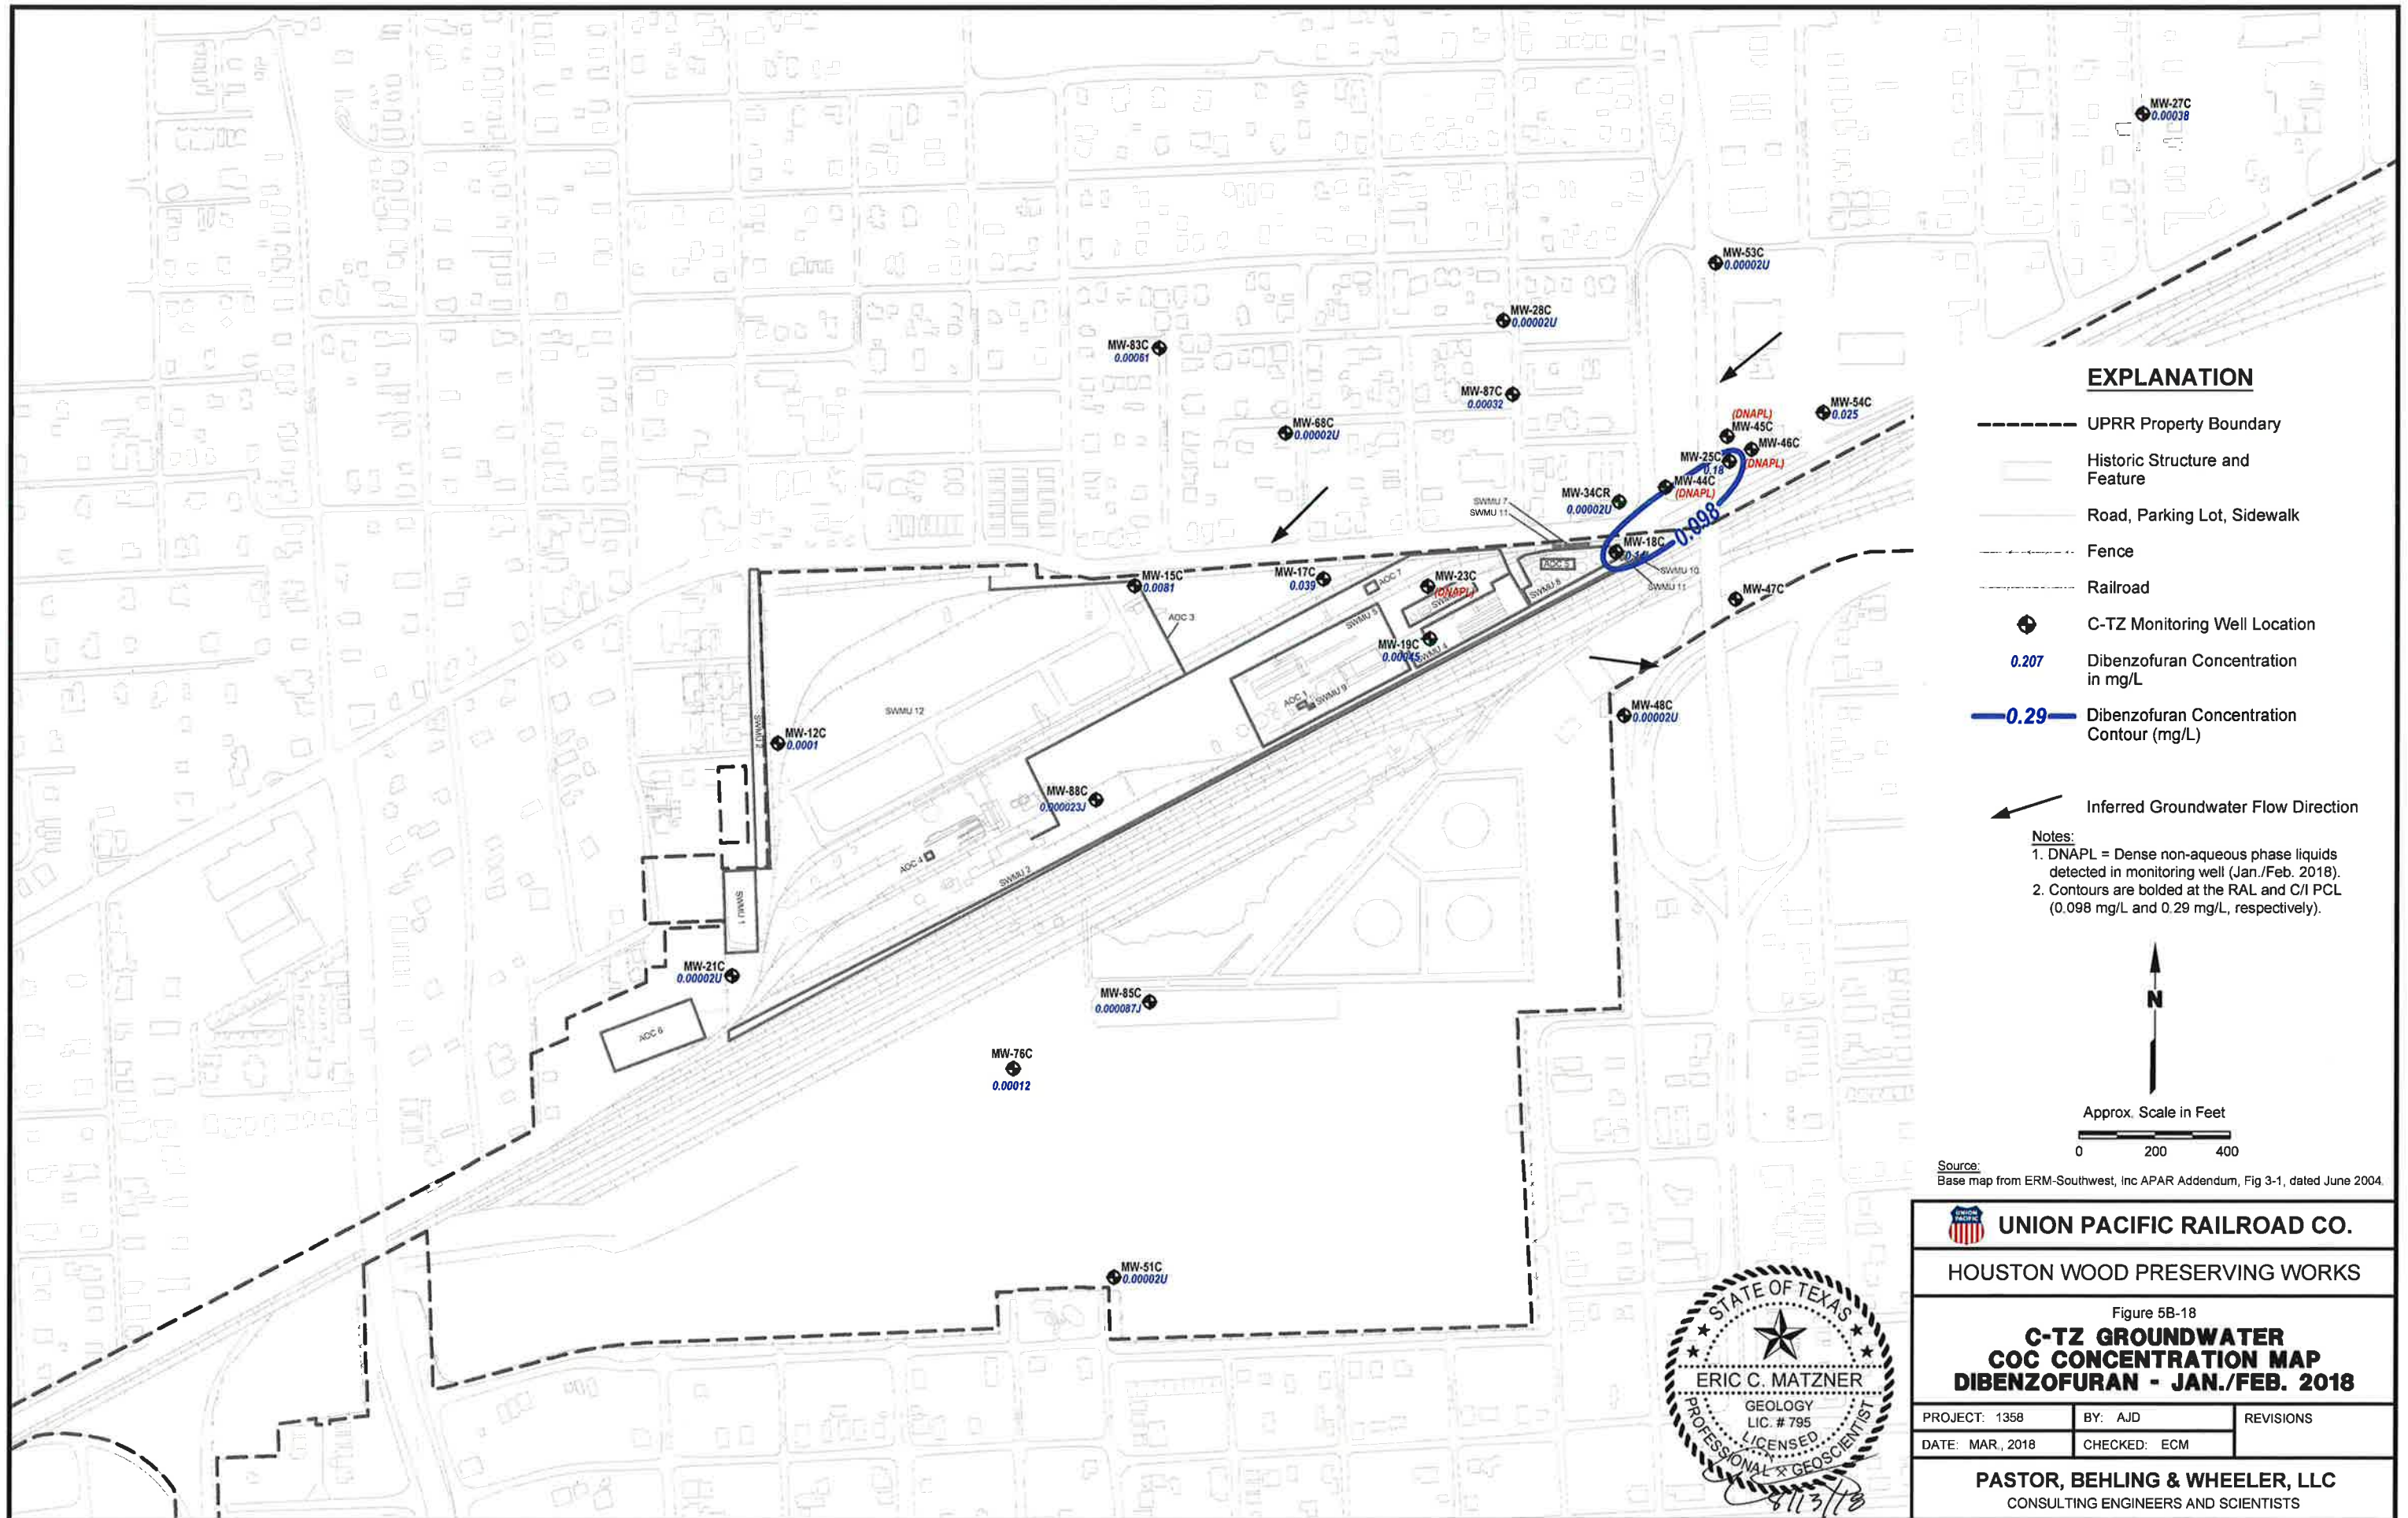 MW-27C
0.00038
MW-53C
0.00002U
MW-28C
0.00002U
MW-83C
0.00061
MW-87C
0.00032
MW-54C
0.025
MW-68C
0.00002U
(DNAPL)
MW-45C
MW-46C
(DNAPL)
MW-25C
0.18
MW-44C
(DNAPL)
MW-34CR
0.00002U
0.098
SWMU 7
SWMU 11
MW-18C
SWMU 10
SWMU 11
MW-15C
0.0081
MW-17C
0.039
AOC 7
MW-23C
(DNAPL)
AOC 5
SWMU 8
MW-47C
AOC 3
SWMU 5
MW-19C
0.00045
SWMU 4
AOC 1
SWMU 9
MW-48C
0.00002U
SWMU 12
SWMU 2
MW-12C
0.0001
MW-88C
0.000023J
AOC 4
SWMU 2
SWMU 1
MW-21C
0.00002U
AOC 6
MW-85C
0.000087J
MW-76C
0.00012
MW-51C
0.00002U
EXPLANATION
UPRR Property Boundary
Historic Structure and
Feature
Road, Parking Lot, Sidewalk
Fence
Railroad
C-TZ Monitoring Well Location
0.207 Dibenzofuran Concentration
in mg/L
0.29 Dibenzofuran Concentration
Contour (mg/L)
Inferred Groundwater Flow Direction
Notes:
1. DNAPL = Dense non-aqueous phase liquids
detected in monitoring well (Jan./Feb. 2018).
2. Contours are bolded at the RAL and C/I PCL
(0.098 mg/L and 0.29 mg/L, respectively).
N
Approx. Scale in Feet
0 200 400
Source:
Base map from ERM-Southwest, Inc APAR Addendum, Fig 3-1, dated June 2004.
UNION PACIFIC
UNION PACIFIC RAILROAD CO.
HOUSTON WOOD PRESERVING WORKS
Figure 5B-18
C-TZ GROUNDWATER
COC CONCENTRATION MAP
DIBENZOFURAN - JAN./FEB. 2018
PROJECT: 1358 BY: AJD REVISIONS
DATE: MAR., 2018 CHECKED: ECM
PASTOR, BEHLING & WHEELER, LLC
CONSULTING ENGINEERS AND SCIENTISTS
STATE OF TEXAS
ERIC C. MATZNER
GEOLOGY
LIC. # 795
LICENSED
PROFESSIONAL GEOSCIENTIST
8/13/18